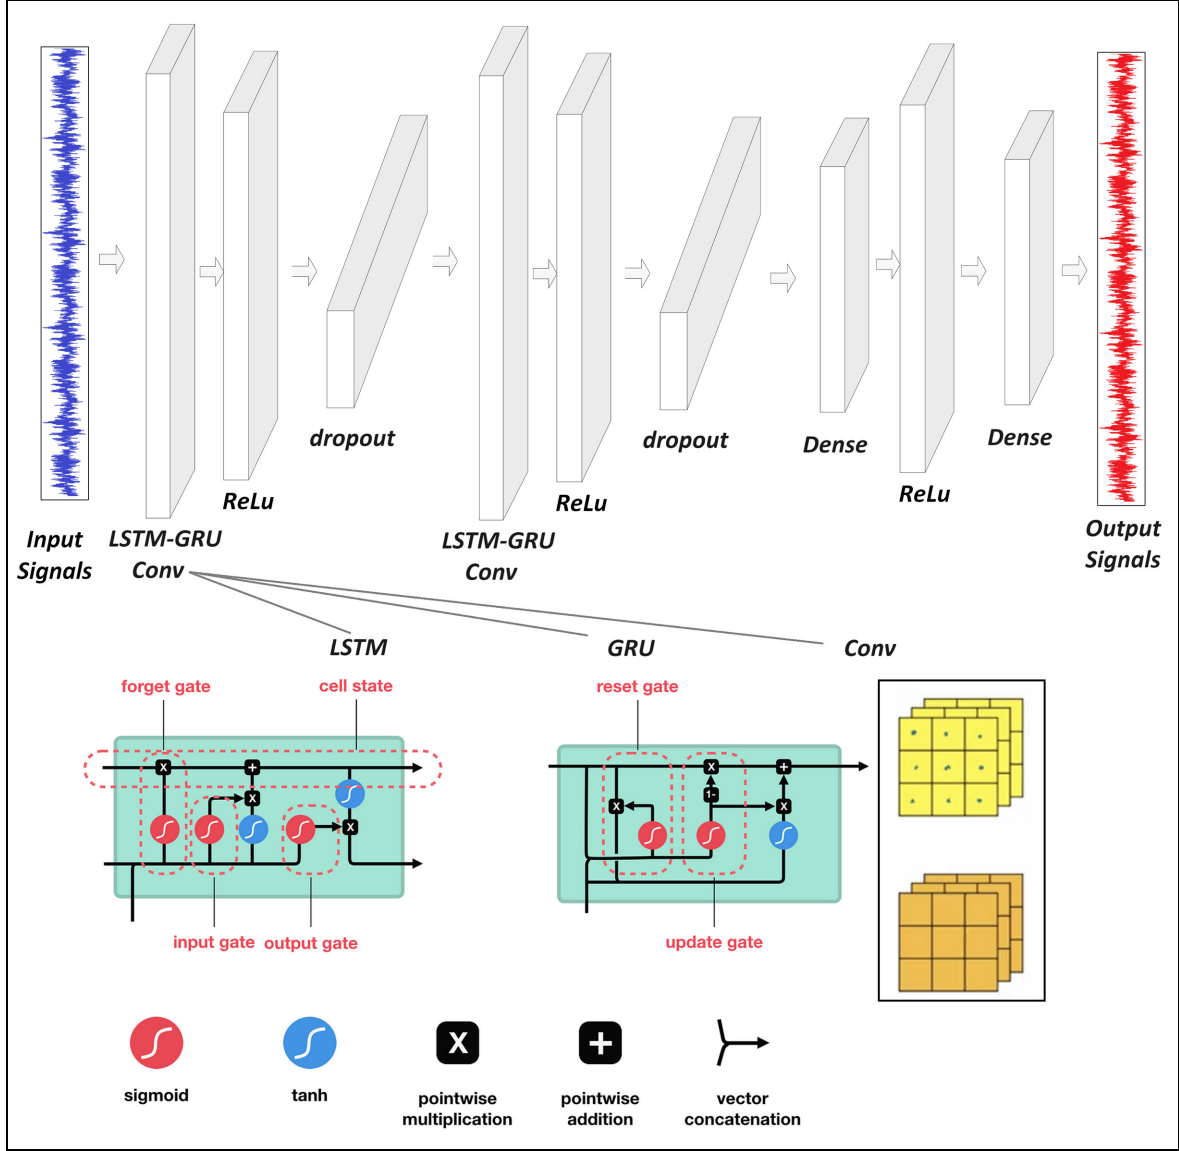 dropout
dropout
Dense
Dense
ReLu
ReLu
ReLu
Input
Signals
LSTM-GRU
Conv
LSTM-GRU
Conv
Output
Signals
LSTM
GRU
Conv
forget gate
cell state
reset gate
X
+
X
X
X
1-
X
+
X
input gate
output gate
update gate
X
+
sigmoid
tanh
pointwise
multiplication
pointwise
addition
vector
concatenation